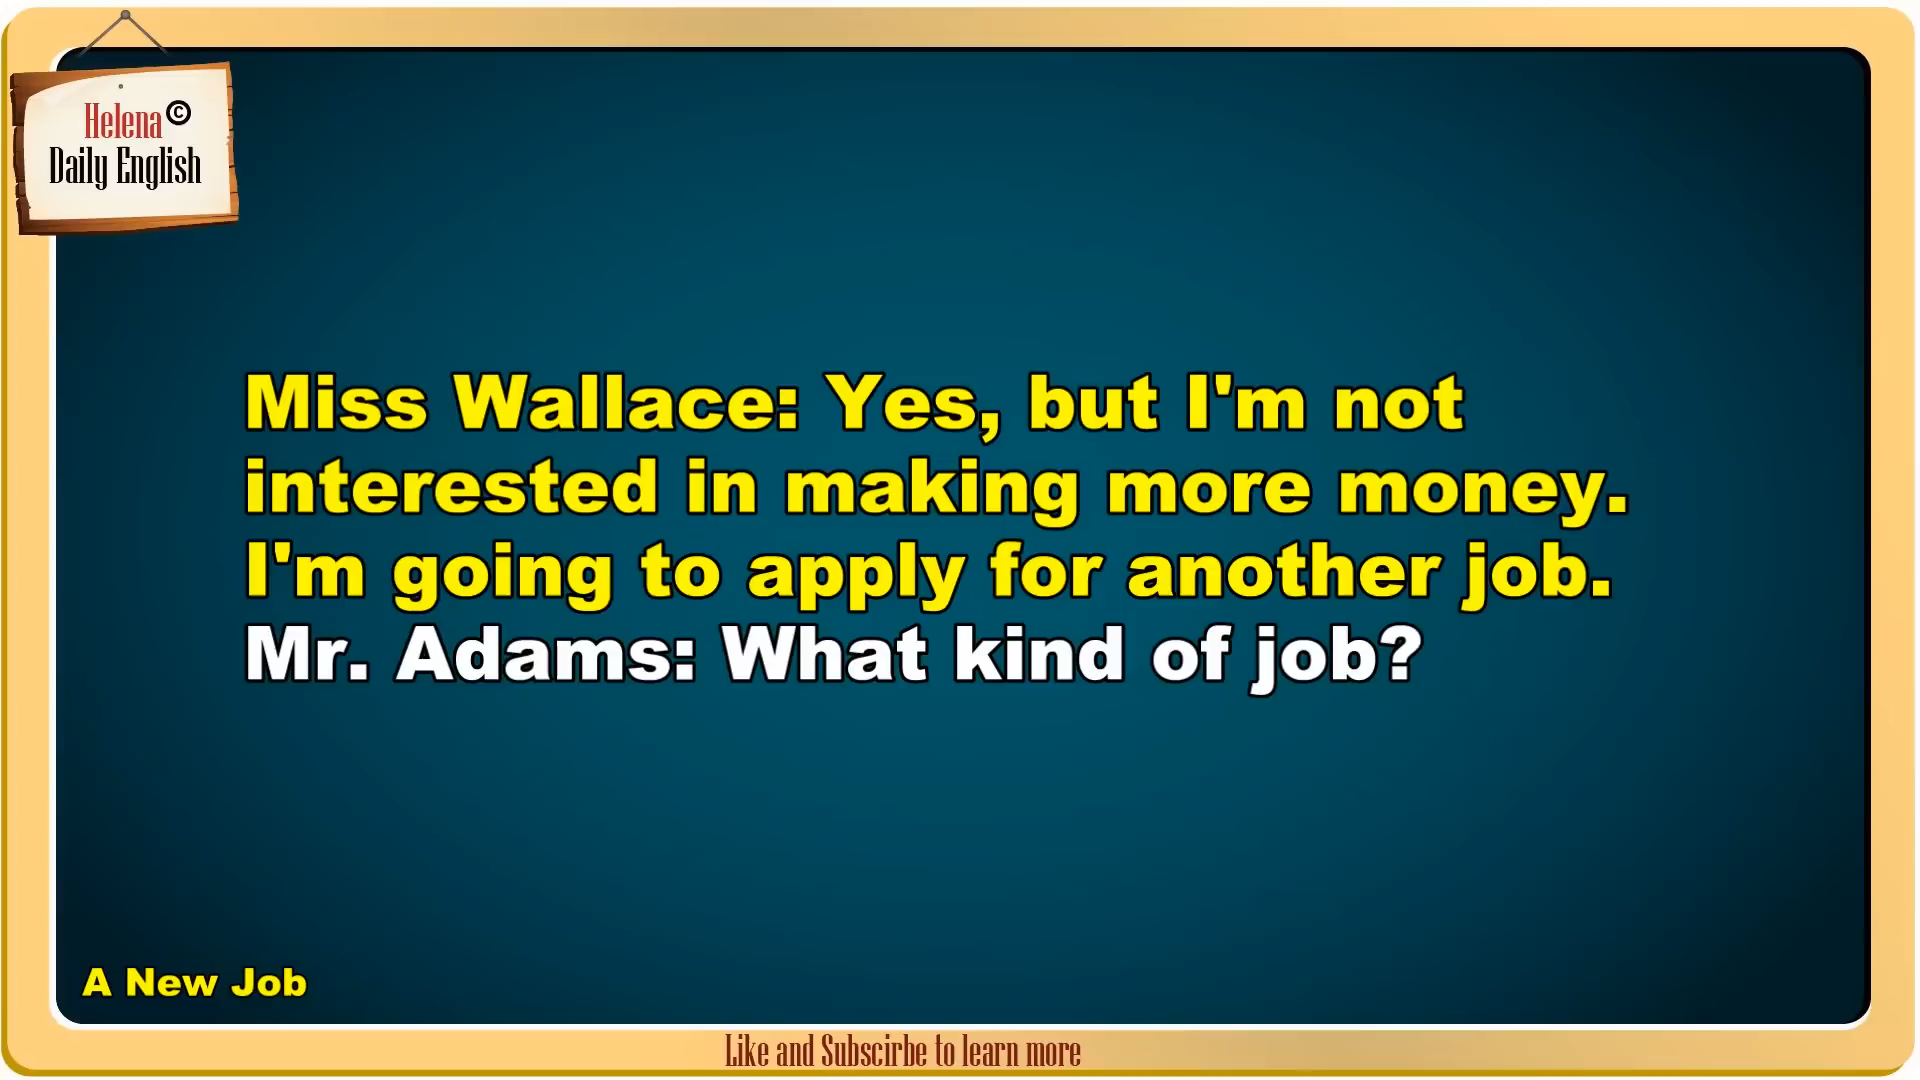 Helena ©
Daily English
Miss Wallace: Yes, but I'm not
interested in making more money.
I'm going to apply for another job.
Mr. Adams: What kind of job?
A New Job
Like and Subscirbe to learn more